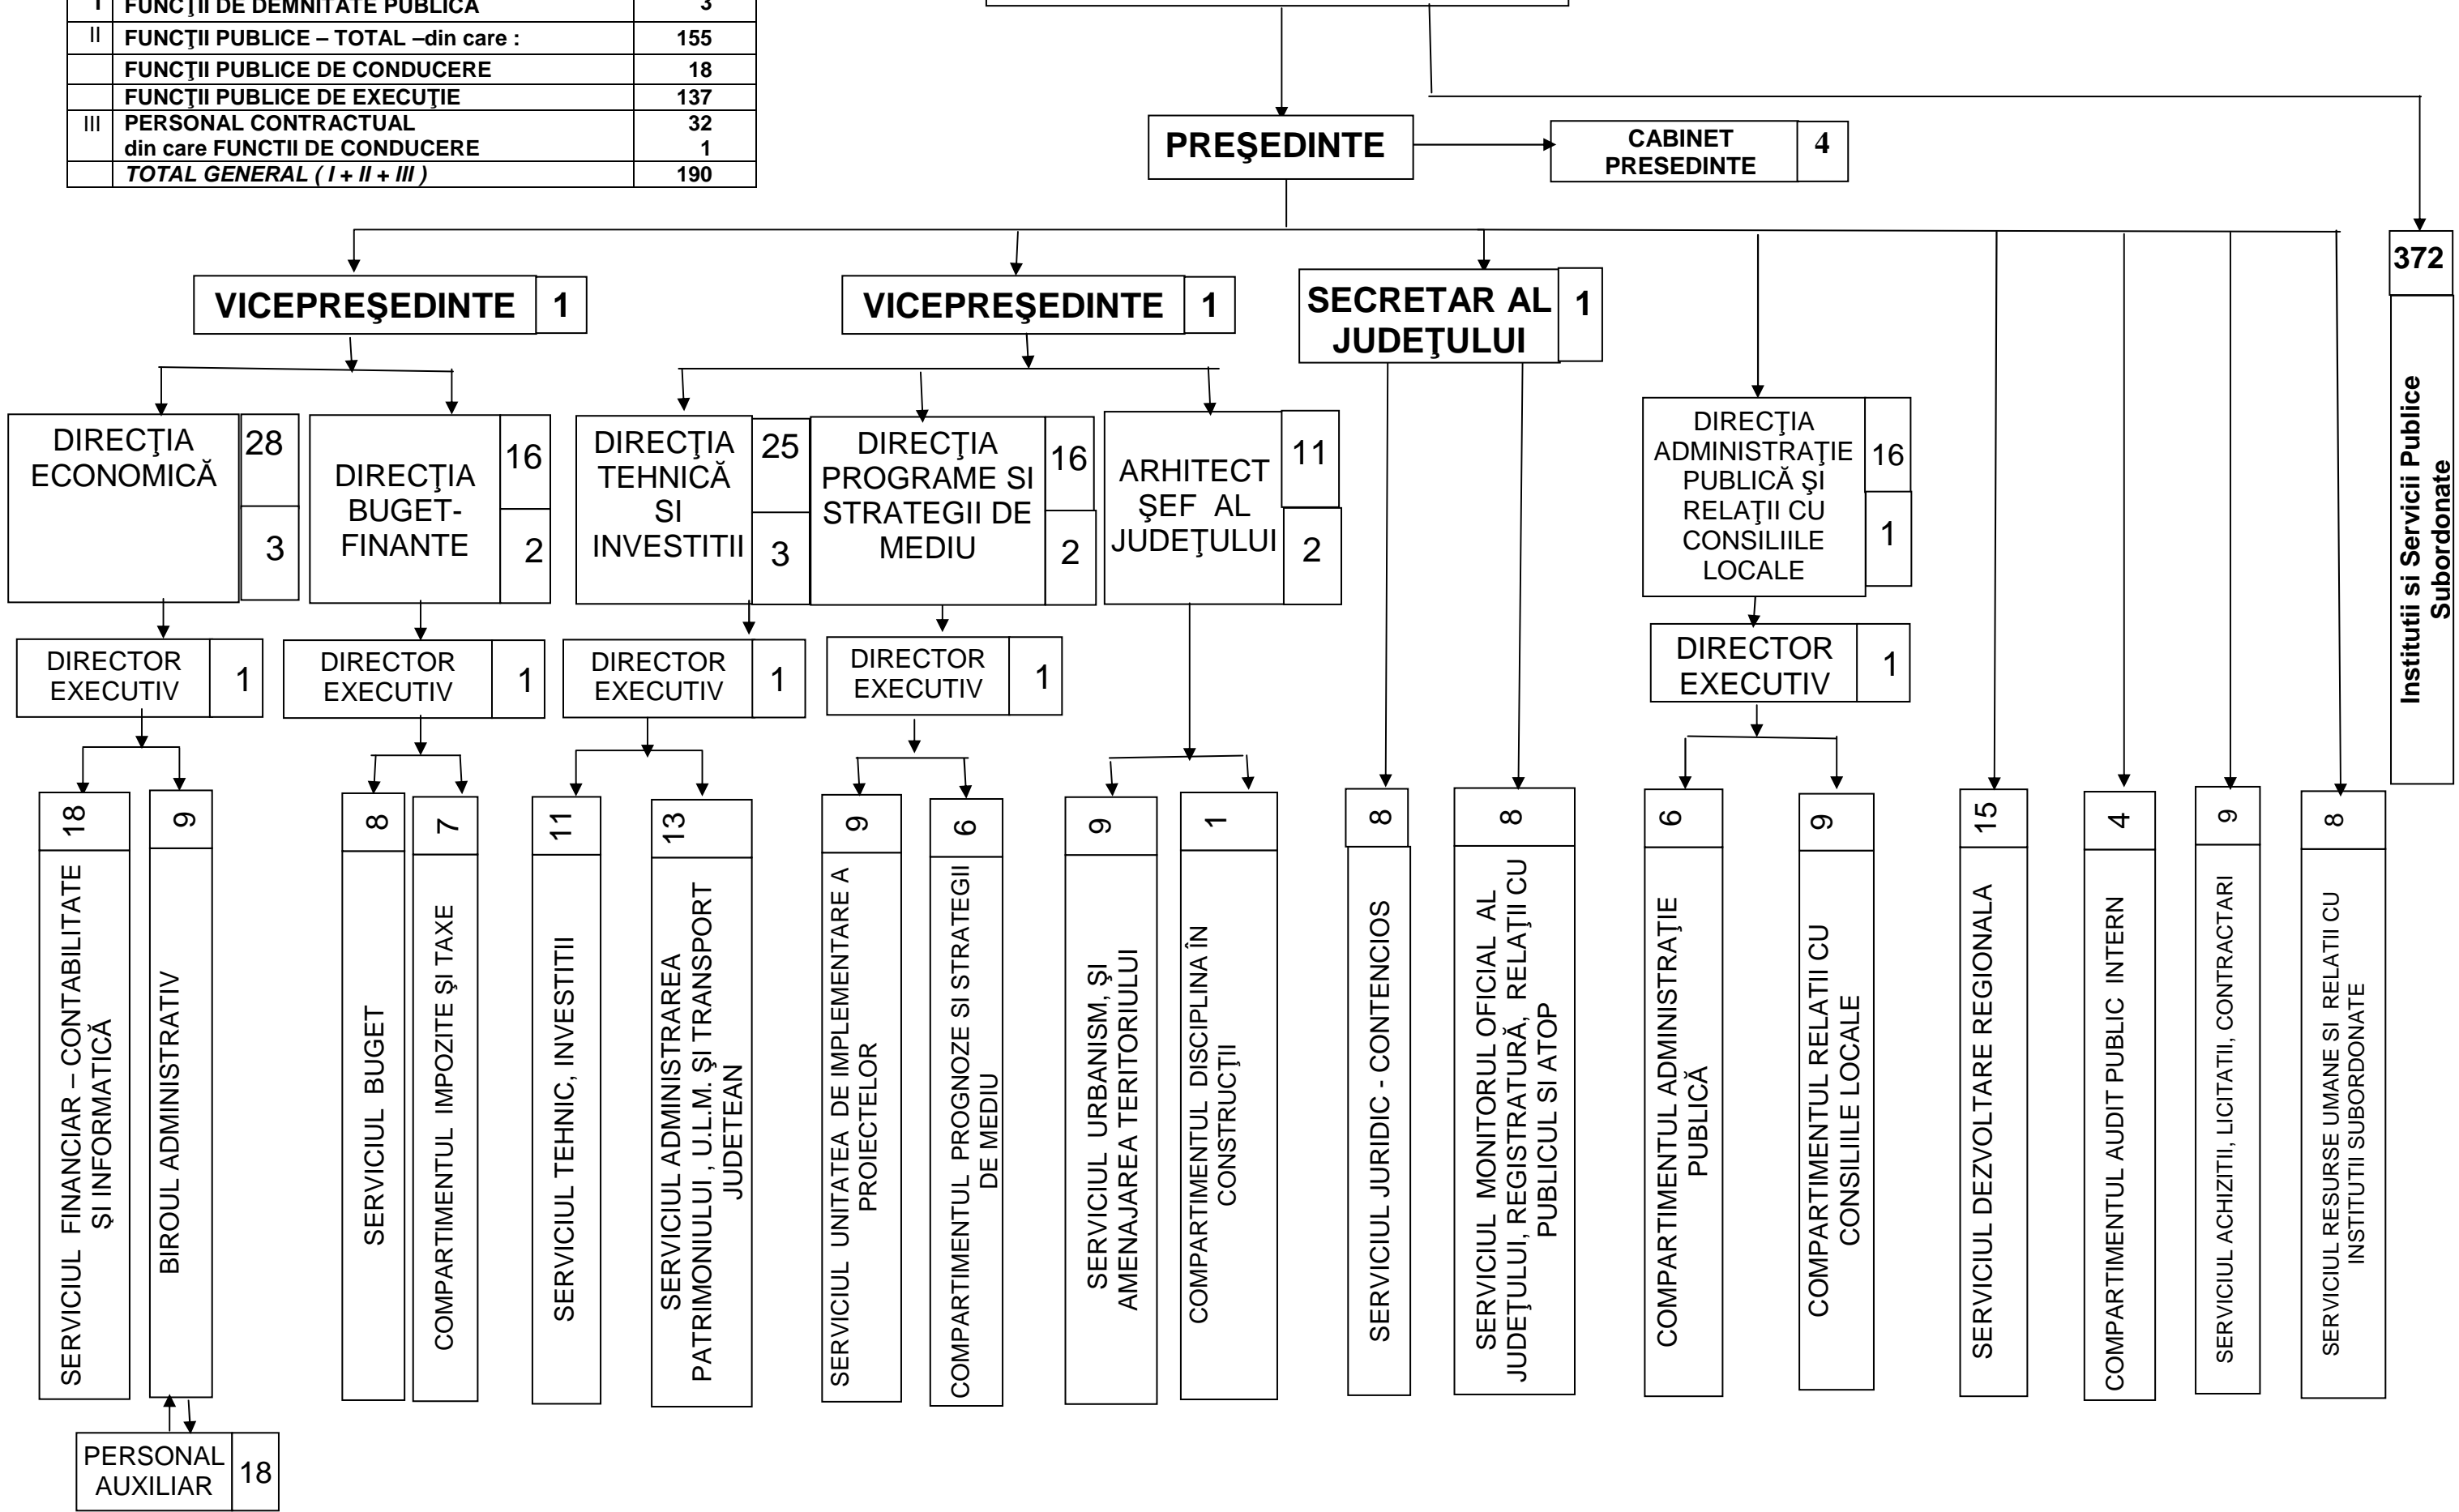 I FUNCŢII DE DEMNITATE PUBLICĂ 3
II FUNCŢII PUBLICE – TOTAL –din care : 155
FUNCŢII PUBLICE DE CONDUCERE 18
FUNCŢII PUBLICE DE EXECUŢIE 137
III PERSONAL CONTRACTUAL 32
din care FUNCTII DE CONDUCERE 1
TOTAL GENERAL ( I + II + III ) 190
PREŞEDINTE
CABINET
PRESEDINTE
4
VICEPREŞEDINTE 1
VICEPREŞEDINTE 1
SECRETAR AL
JUDEŢULUI
1
372
Institutii si Servicii Publice
Subordonate
DIRECŢIA
ECONOMICĂ
28
3
DIRECŢIA
BUGET-
FINANTE
16
2
DIRECŢIA
TEHNICĂ
SI
INVESTITII
25
3
DIRECŢIA
PROGRAME SI
STRATEGII DE
MEDIU
16
2
ARHITECT
ŞEF AL
JUDEŢULUI
11
2
DIRECŢIA
ADMINISTRAŢIE
PUBLICĂ ŞI
RELAŢII CU
CONSILIILE
LOCALE
16
1
DIRECTOR
EXECUTIV
1
DIRECTOR
EXECUTIV
1
DIRECTOR
EXECUTIV
1
DIRECTOR
EXECUTIV
1
DIRECTOR
EXECUTIV
1
18
SERVICIUL FINANCIAR – CONTABILITATE
ŞI INFORMATICĂ
9
BIROUL ADMINISTRATIV
8
SERVICIUL BUGET
7
COMPARTIMENTUL IMPOZITE ŞI TAXE
11
SERVICIUL TEHNIC, INVESTITII
13
SERVICIUL ADMINISTRAREA
PATRIMONIULUI , U.L.M. ŞI TRANSPORT
JUDETEAN
9
SERVICIUL UNITATEA DE IMPLEMENTARE A
PROIECTELOR
6
COMPARTIMENTUL PROGNOZE SI STRATEGII
DE MEDIU
9
SERVICIUL URBANISM, ŞI
AMENAJAREA TERITORIULUI
1
COMPARTIMENTUL DISCIPLINA ÎN
CONSTRUCŢII
8
SERVICIUL JURIDIC - CONTENCIOS
8
SERVICIUL MONITORUL OFICIAL AL
JUDEŢULUI, REGISTRATURĂ, RELAŢII CU
PUBLICUL SI ATOP
6
COMPARTIMENTUL ADMINISTRAŢIE
PUBLICĂ
9
COMPARTIMENTUL RELATII CU
CONSILIILE LOCALE
15
SERVICIUL DEZVOLTARE REGIONALA
4
COMPARTIMENTUL AUDIT PUBLIC INTERN
9
SERVICIUL ACHIZITII, LICITATII, CONTRACTARI
8
SERVICIUL RESURSE UMANE SI RELATII CU
INSTITUTII SUBORDONATE
PERSONAL
AUXILIAR
18